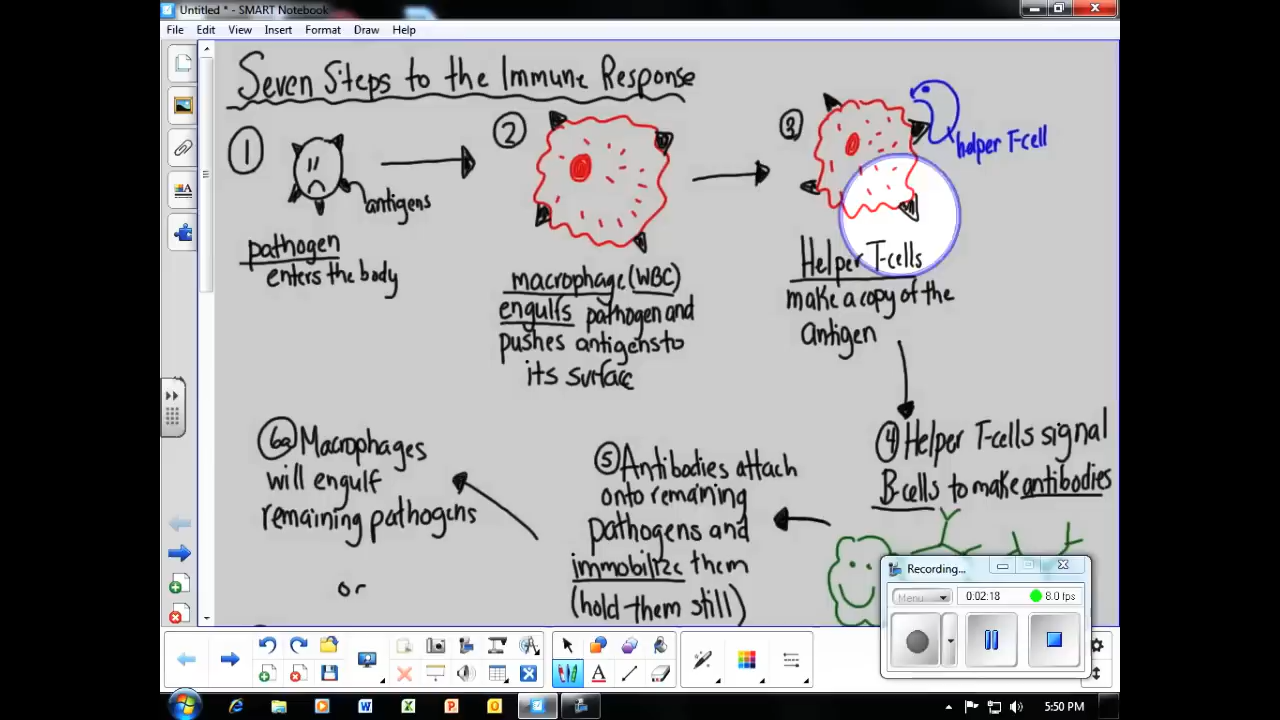 Untitled * - SMART Notebook
File Edit View Insert Format Draw Help
Seven Steps to the Immune Response
1
antigens
pathogen
enters the body
2
macrophage (WBC)
engulfs pathogen and
pushes antigens to
its surface
3
helper T-cell
Helper T-cells
make a copy of the
antigen
4 Helper T-cells signal
B-cells to make antibodies
5 Antibodies attach
onto remaining
pathogens and
immobilize them
(hold them still)
6a Macrophages
will engulf
remaining pathogens
or
Recording...
Menu
0:02:18
8.0 fps
5:50 PM